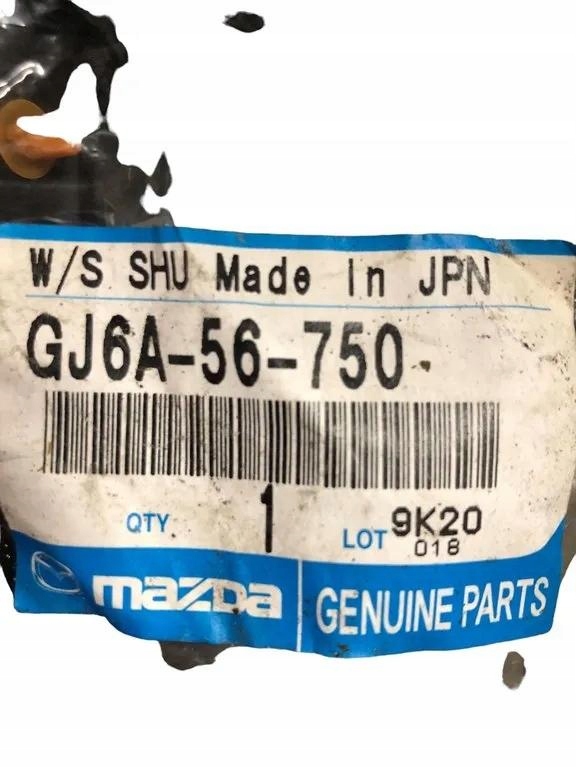 W/S SHU Made in JPN
GJ6A-56-750
QTY 1 LOT 9K20
018
mazda GENUINE PARTS